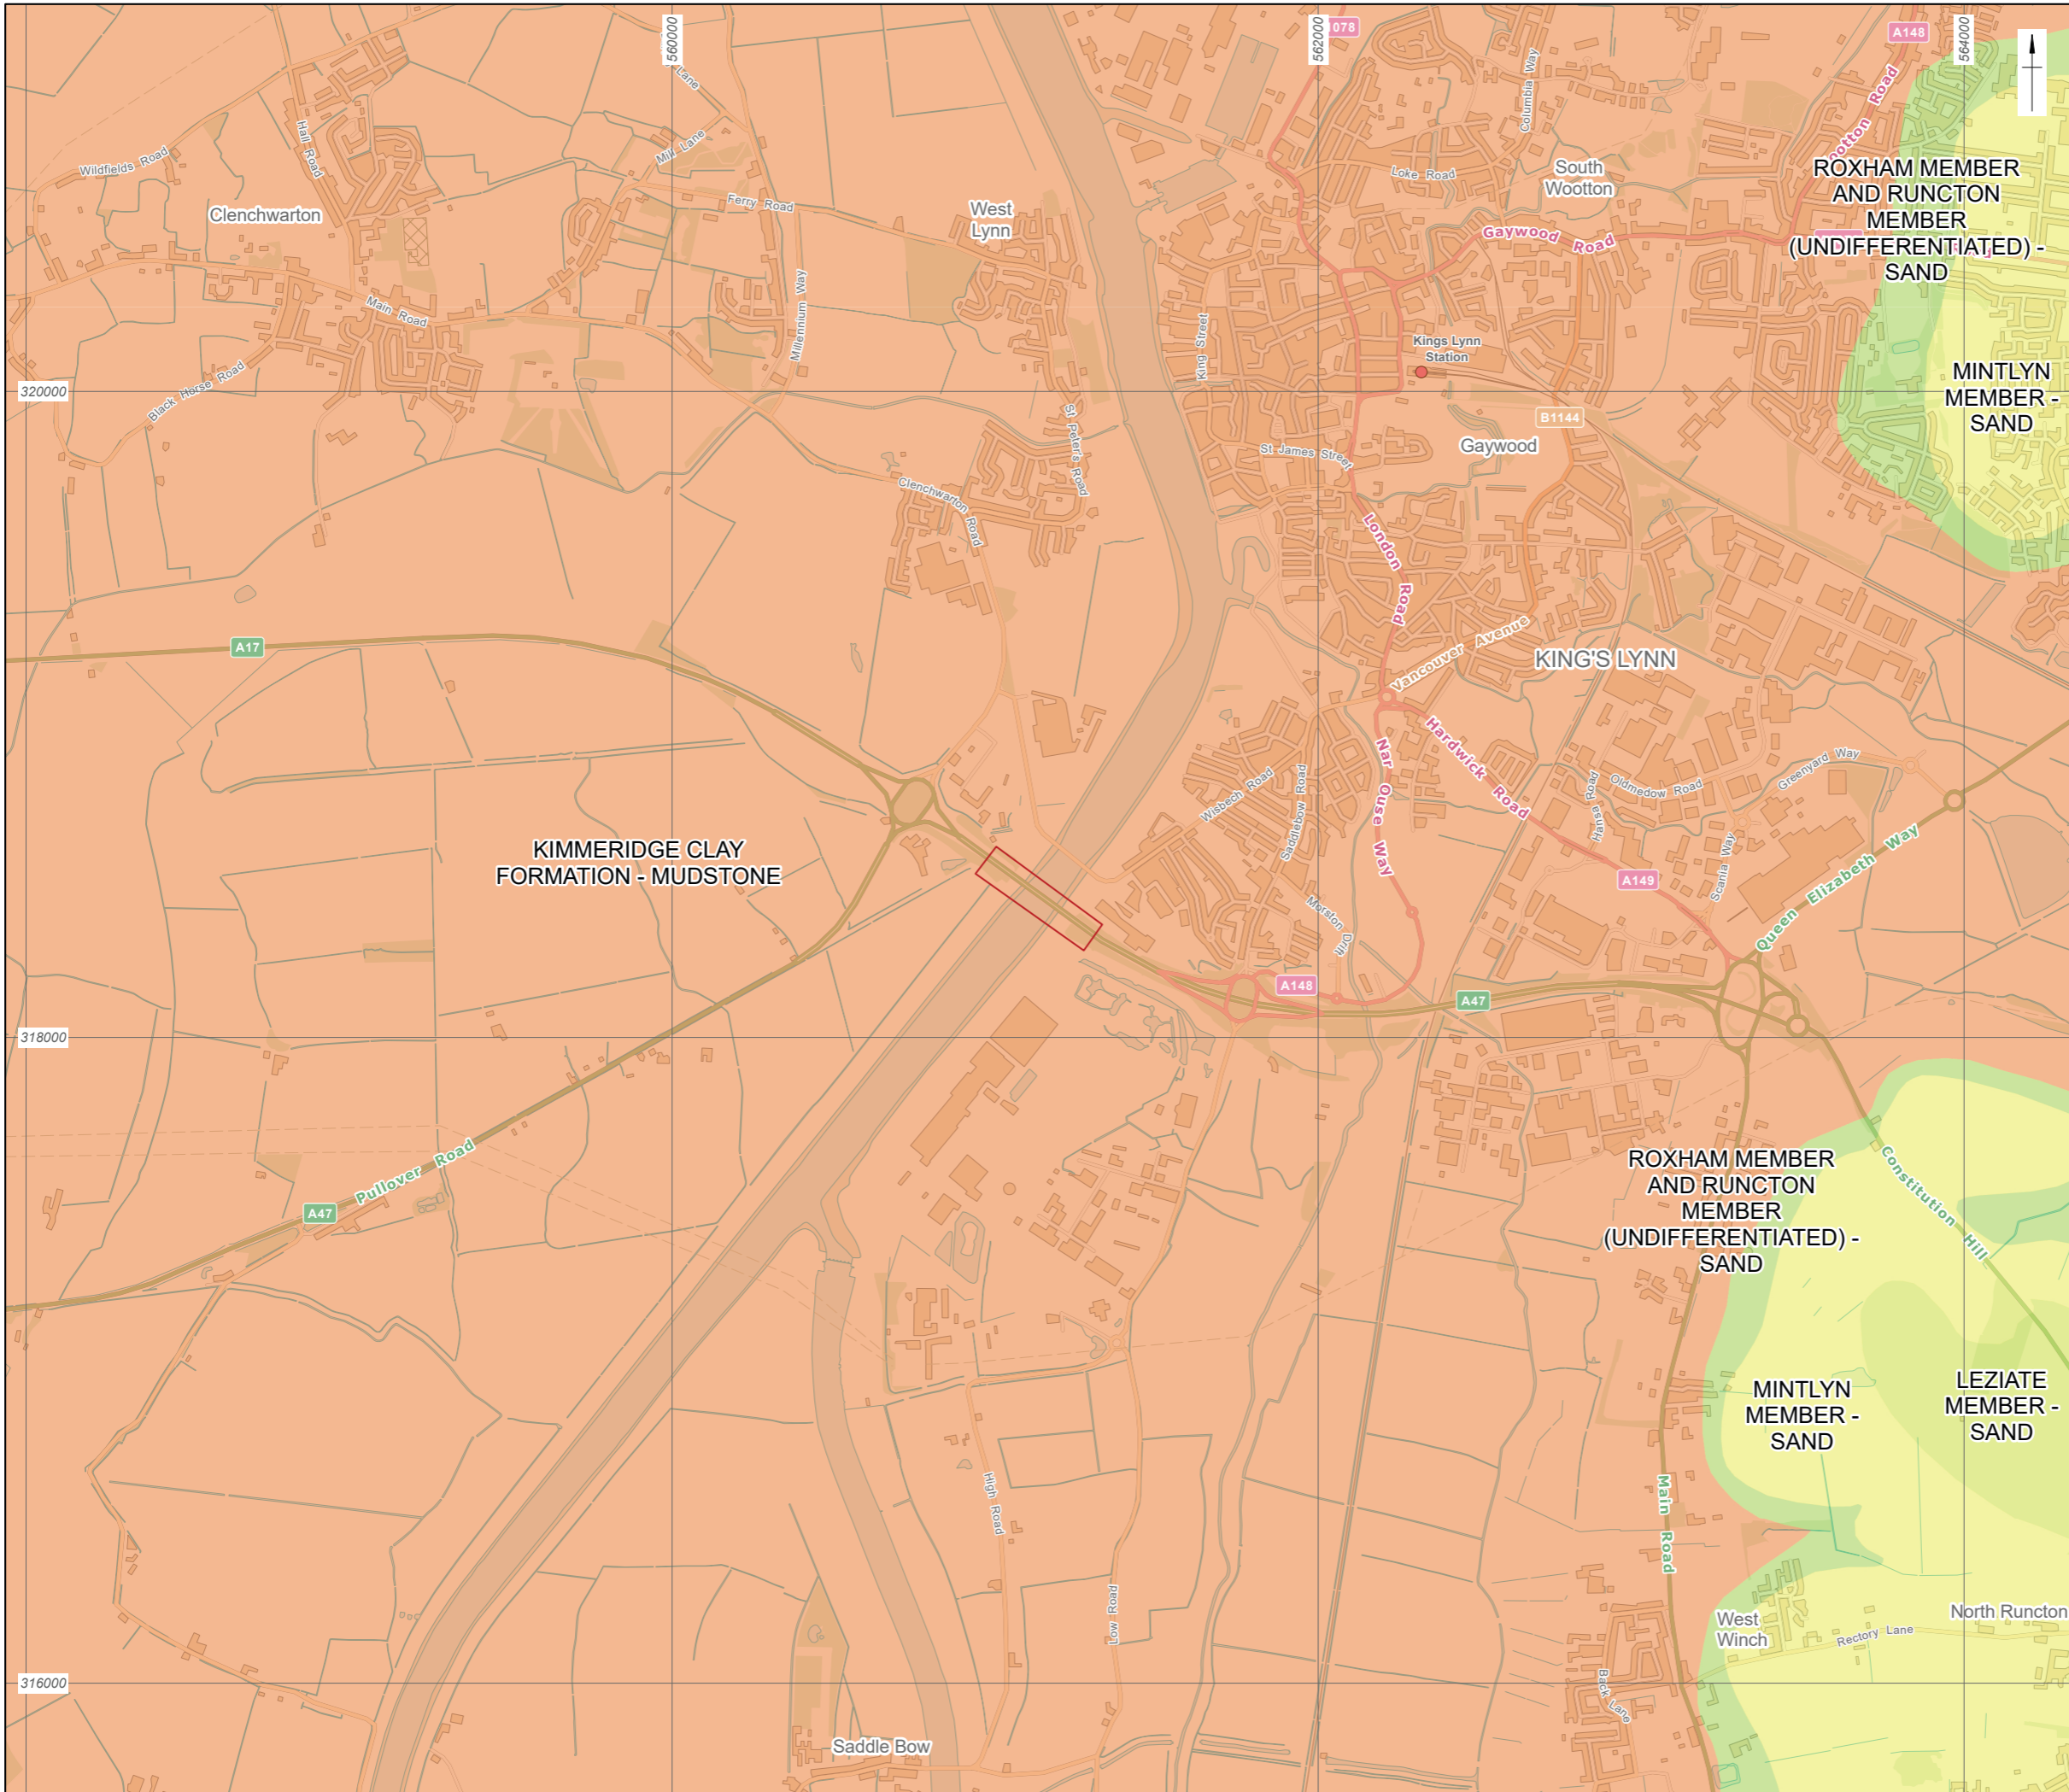 560000
562000
564000
1078
A148
Lane
Columbia Way
Wootton Road
Hall Road
Mill Lane
Wildfields Road
Loke Road
South
Wootton
ROXHAM MEMBER
AND RUNCTON
MEMBER
(UNDIFFERENTIATED) -
SAND
Clenchwarton
Ferry Road
West
Lynn
Gaywood Road
Main Road
Millennium Way
King Street
Kings Lynn
Station
MINTLYN
MEMBER -
SAND
Black Horse Road
320000
St Peter's Road
B1144
St James Street
Gaywood
Clenchwarton Road
London Road
A17
Vancouver Avenue
KING'S LYNN
Nar Ouse Way
Hardwick Road
Wisbech Road
Saddlebow Road
Hansa Road
Oldmedow Road
Greenyard Way
Scania Way
KIMMERIDGE CLAY
FORMATION - MUDSTONE
A149
Queen Elizabeth Way
Morston Drift
A148
A47
318000
Pullover Road
A47
ROXHAM MEMBER
AND RUNCTON
MEMBER
(UNDIFFERENTIATED) -
SAND
Constitution Hill
MINTLYN
MEMBER -
SAND
LEZIATE
MEMBER -
SAND
High Road
Main Road
Low Road
West
Winch
North Runcton
Rectory Lane
316000
Back Lane
Saddle Bow